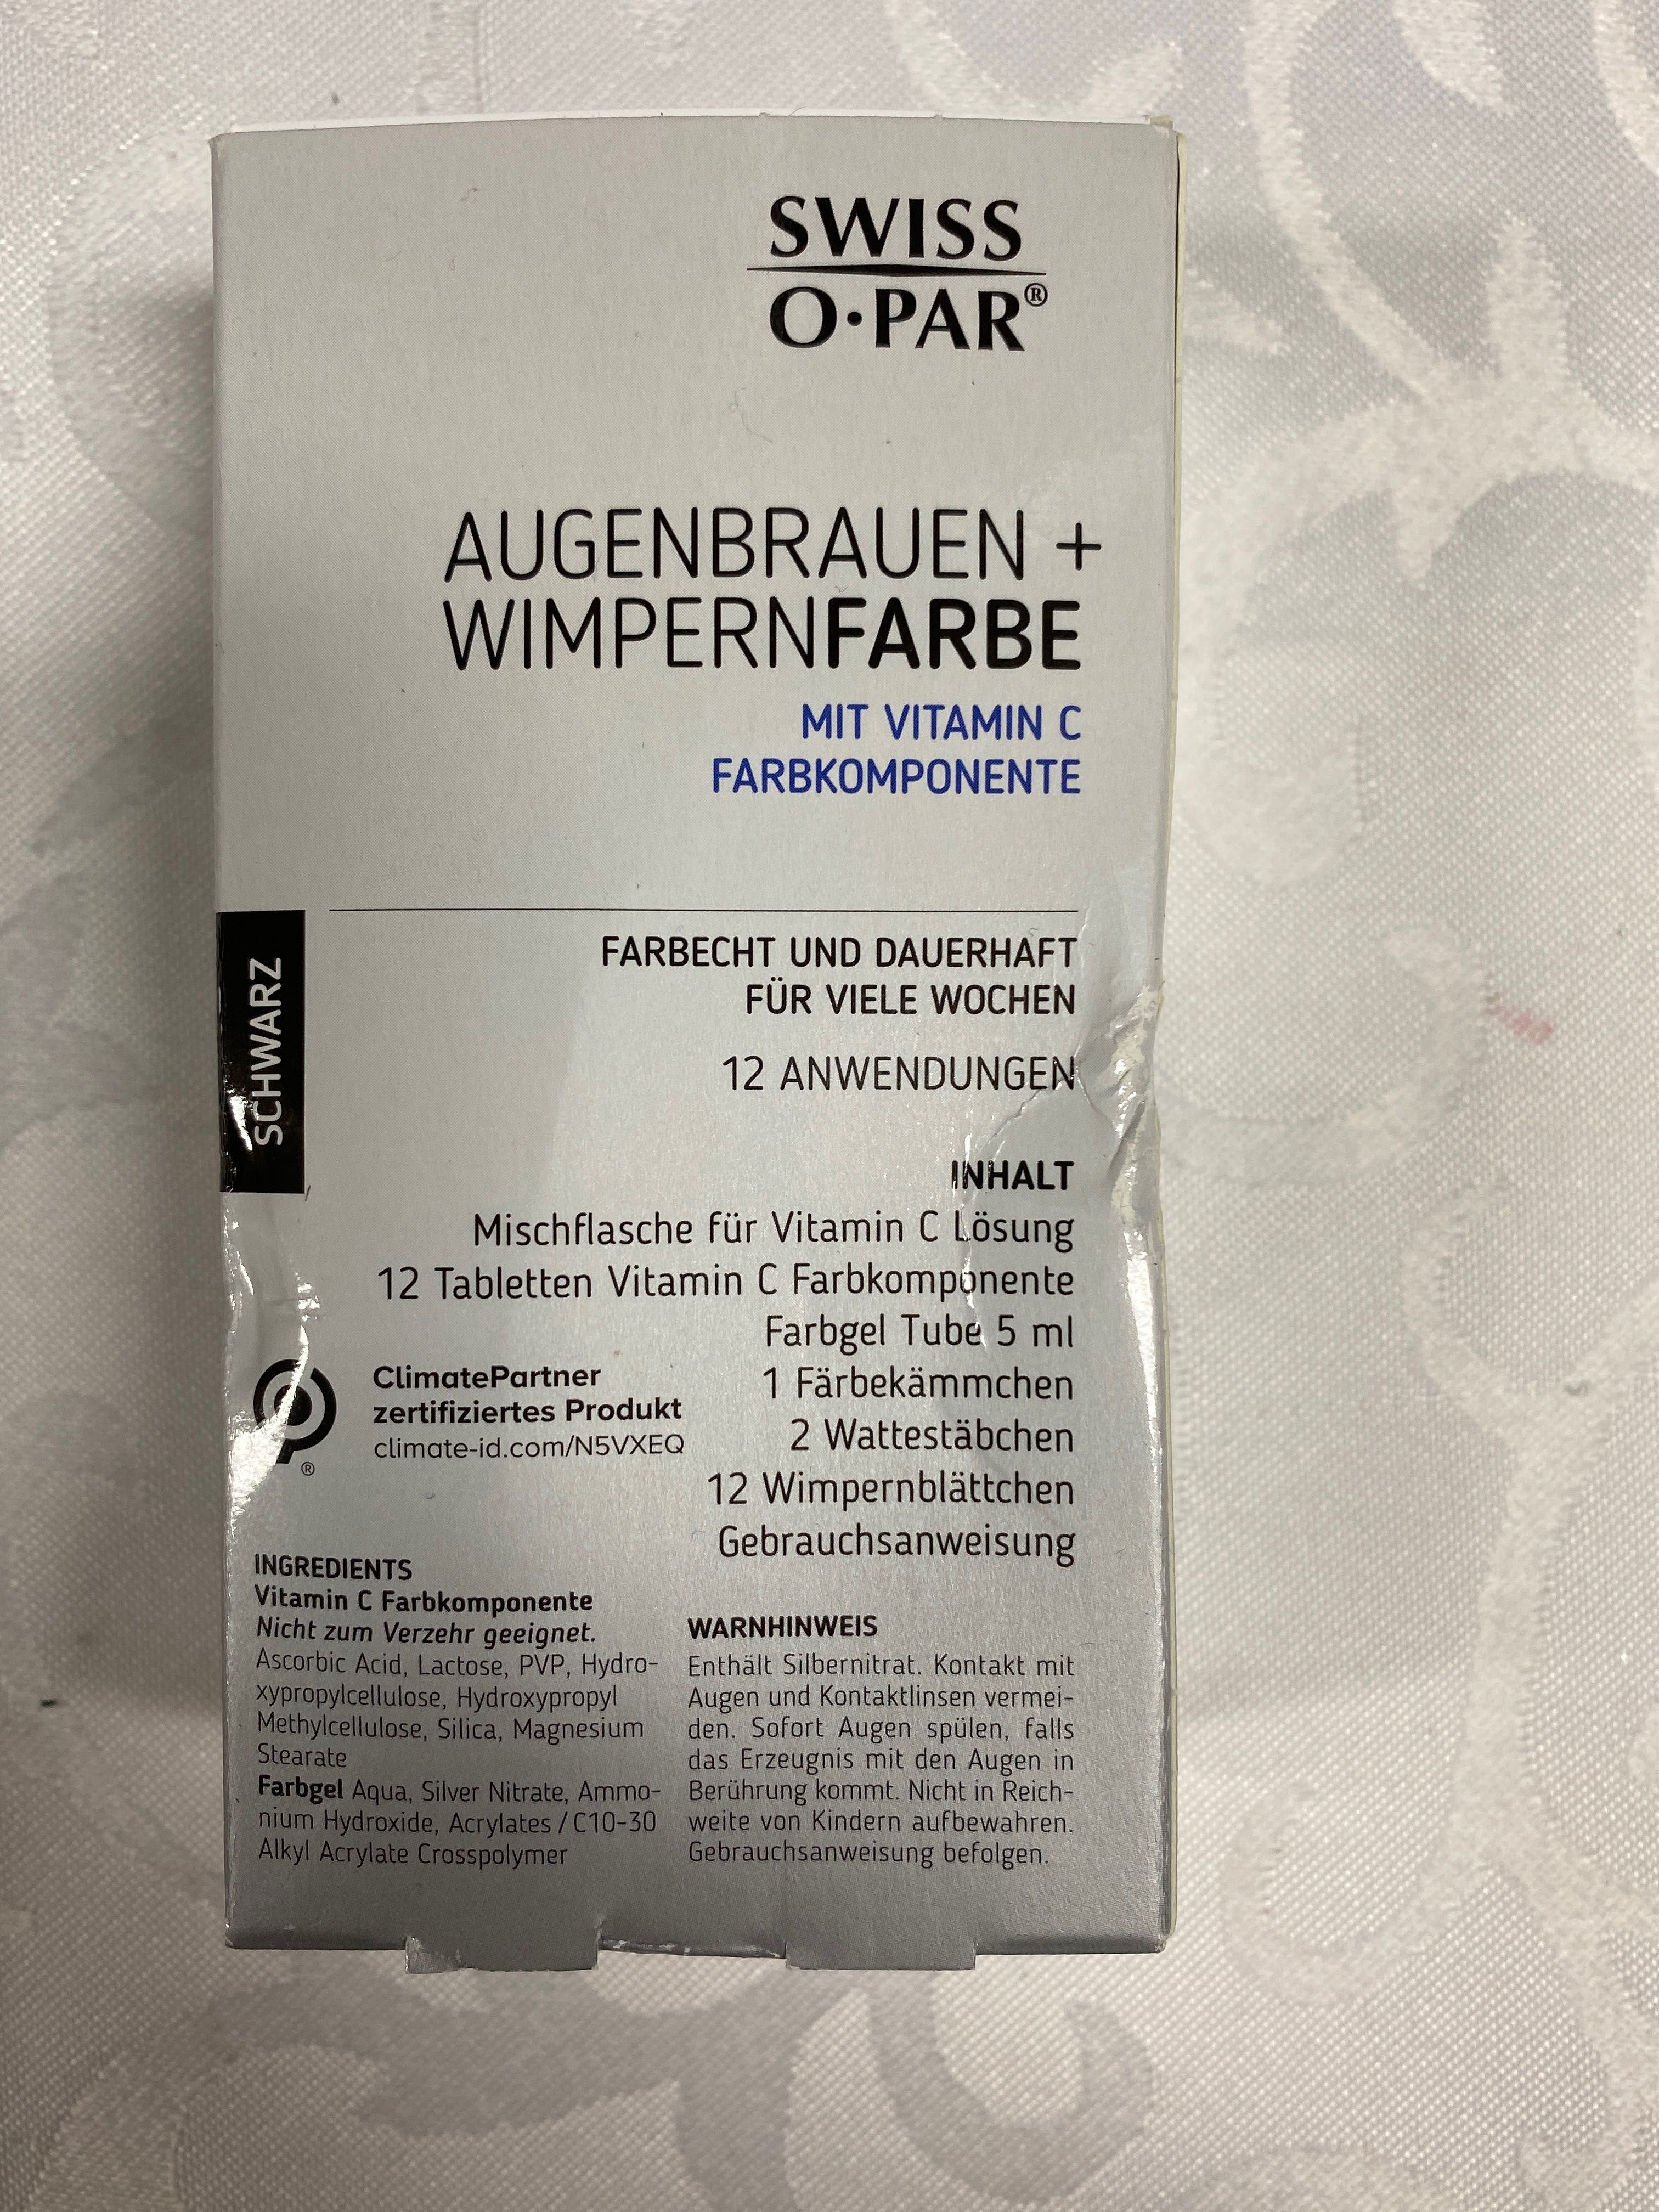 SWISS
O·PAR®
AUGENBRAUEN +
WIMPERNFARBE
MIT VITAMIN C
FARBKOMPONENTE
SCHWARZ
FARBECHT UND DAUERHAFT
FÜR VIELE WOCHEN
12 ANWENDUNGEN
INHALT
Mischflasche für Vitamin C Lösung
12 Tabletten Vitamin C Farbkomponente
Farbgel Tube 5 ml
1 Färbekämmchen
2 Wattestäbchen
12 Wimpernblättchen
Gebrauchsanweisung
ClimatePartner
zertifiziertes Produkt
climate-id.com/N5VXEQ
®
INGREDIENTS
Vitamin C Farbkomponente
Nicht zum Verzehr geeignet.
Ascorbic Acid, Lactose, PVP, Hydro-
xypropylcellulose, Hydroxypropyl
Methylcellulose, Silica, Magnesium
Stearate
Farbgel Aqua, Silver Nitrate, Ammo-
nium Hydroxide, Acrylates / C10-30
Alkyl Acrylate Crosspolymer
WARNHINWEIS
Enthält Silbernitrat. Kontakt mit
Augen und Kontaktlinsen vermei-
den. Sofort Augen spülen, falls
das Erzeugnis mit den Augen in
Berührung kommt. Nicht in Reich-
weite von Kindern aufbewahren.
Gebrauchsanweisung befolgen.